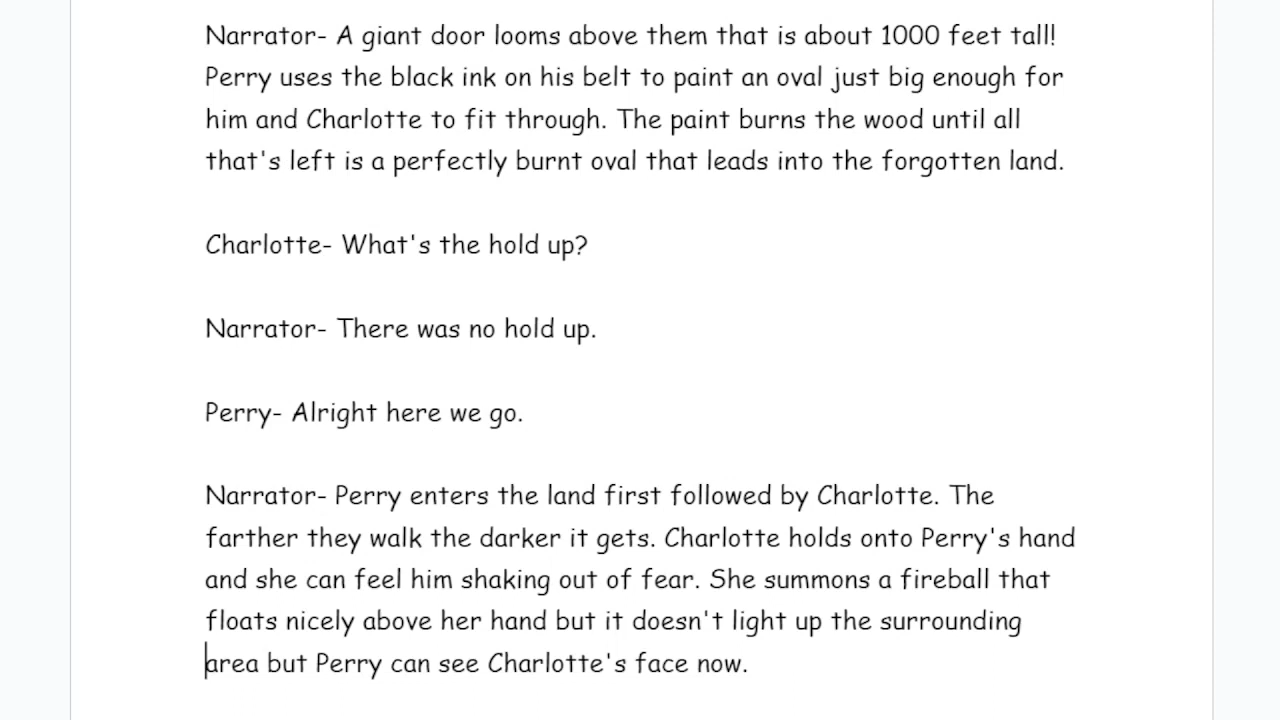 Narrator- A giant door looms above them that is about 1000 feet tall!
Perry uses the black ink on his belt to paint an oval just big enough for
him and Charlotte to fit through. The paint burns the wood until all
that's left is a perfectly burnt oval that leads into the forgotten land.
Charlotte- What's the hold up?
Narrator- There was no hold up.
Perry- Alright here we go.
Narrator- Perry enters the land first followed by Charlotte. The
farther they walk the darker it gets. Charlotte holds onto Perry's hand
and she can feel him shaking out of fear. She summons a fireball that
floats nicely above her hand but it doesn't light up the surrounding
area but Perry can see Charlotte's face now.